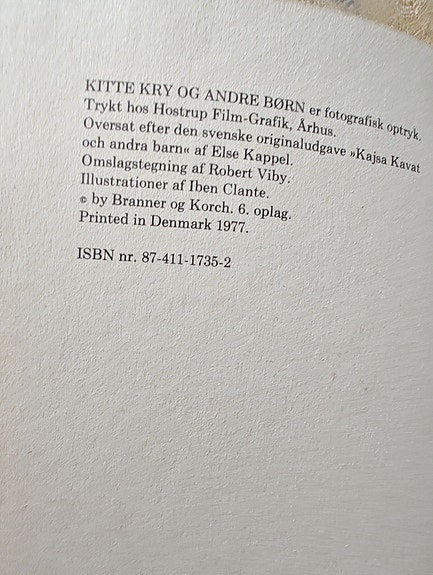 KITTE KRY OG ANDRE BØRN er fotografisk optryk.
Trykt hos Hostrup Film-Grafik, Århus.
Oversat efter den svenske originaludgave »Kajsa Kavat
och andra barn« af Else Kappel.
Omslagstegning af Robert Viby.
Illustrationer af Iben Clante.
© by Branner og Korch. 6. oplag.
Printed in Denmark 1977.
ISBN nr. 87-411-1735-2